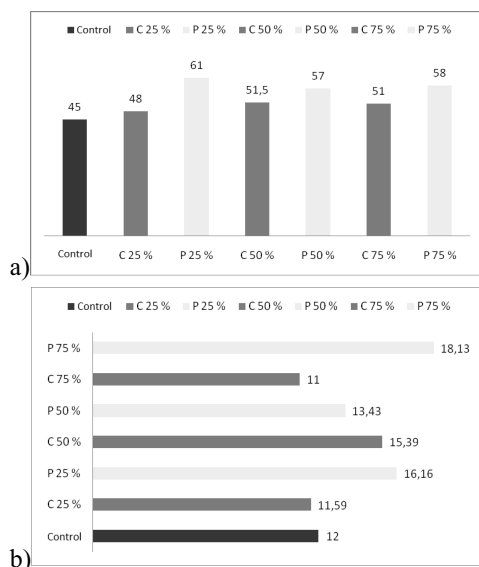 Control C 25 % P 25 % C 50 % P 50 % C 75 % P 75 %
61
57
58
51,5
51
48
45
Control C 25 % P 25 % C 50 % P 50 % C 75 % P 75 %
a)
Control C 25 % P 25 % C 50 % P 50 % C 75 % P 75 %
P 75 % 18,13
C 75 % 11
P 50 % 13,43
C 50 % 15,39
P 25 % 16,16
C 25 % 11,59
Control 12
b)